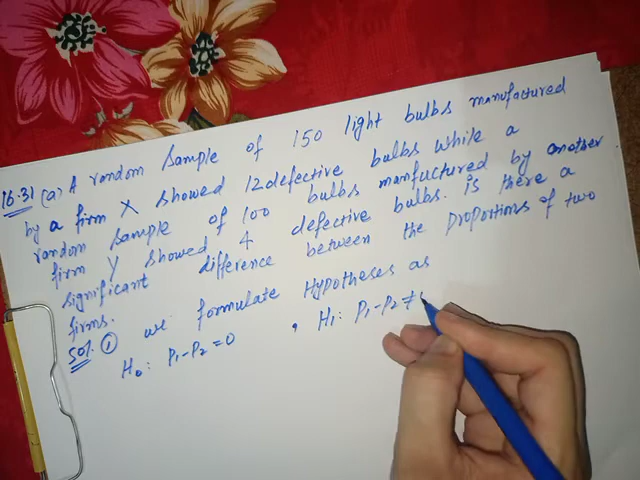 16.31 (a) A random Sample of 150 light bulbs manufactured
by a firm X showed 12 defective bulbs while a
random Sample of 100 bulbs manufuctured by another
firm Y showed 4 defective bulbs. is there a
significant difference between the proportions of two
firms.
Sol. ① we formulate Hypotheses as
H₀: P₁-P₂=0 , H₁: P₁-P₂≠